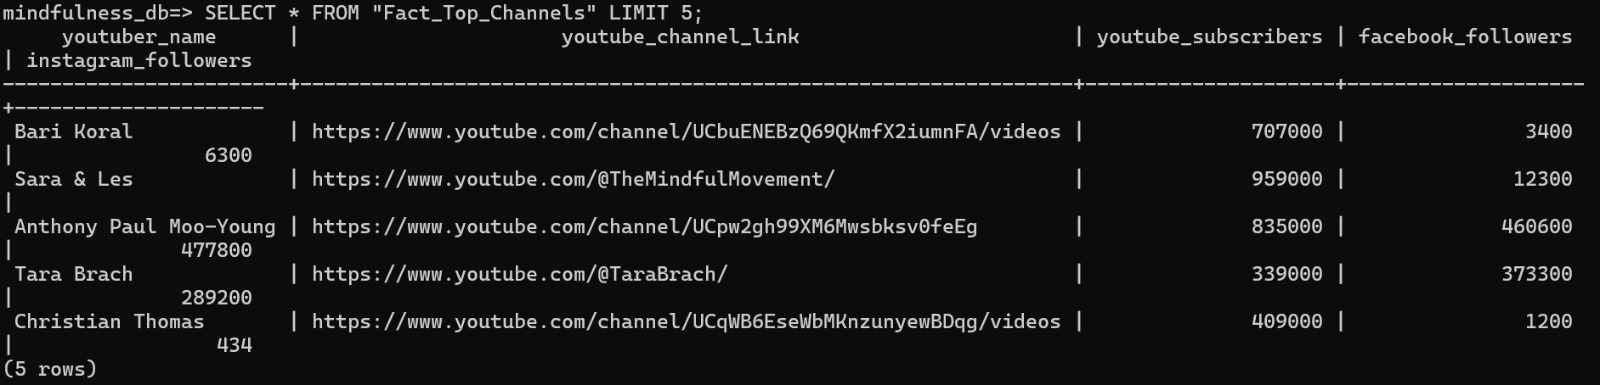 mindfulness_db=> SELECT * FROM "Fact_Top_Channels" LIMIT 5;
     youtuber_name      |                      youtube_channel_link                       | youtube_subscribers | facebook_followers
| instagram_followers
------------------------+-----------------------------------------------------------------+---------------------+--------------------
+---------------------
 Bari Koral             | https://www.youtube.com/channel/UCbuENEBzQ69QKmfX2iumnFA/videos |              707000 |               3400
|                6300
 Sara & Les             | https://www.youtube.com/@TheMindfulMovement/                    |              959000 |              12300
|
 Anthony Paul Moo-Young | https://www.youtube.com/channel/UCpw2gh99XM6Mwsbksv0feEg        |              835000 |             460600
|              477800
 Tara Brach             | https://www.youtube.com/@TaraBrach/                             |              339000 |             373300
|              289200
 Christian Thomas       | https://www.youtube.com/channel/UCqWB6EseWbMKnzunyewBDqg/videos |              409000 |               1200
|                 434
(5 rows)